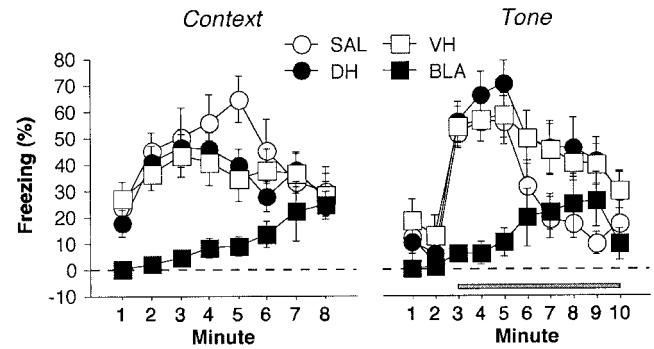 Context Tone
SAL VH
DH BLA
Freezing (%)
80
70
60
50
40
30
20
10
0
-10
1 2 3 4 5 6 7 8
1 2 3 4 5 6 7 8 9 10
Minute Minute